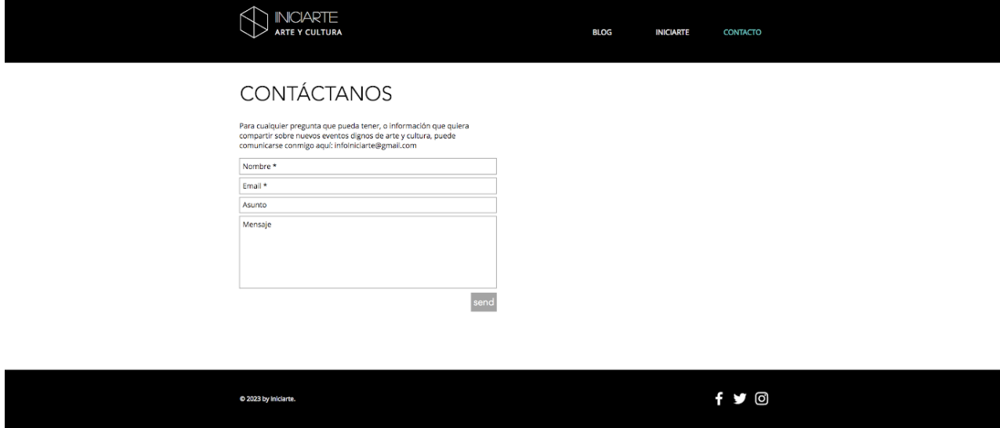 INICIARTE
ARTE Y CULTURA
BLOG
INICIARTE
CONTACTO
CONTÁCTANOS
Para cualquier pregunta que pueda tener, o información que quiera
compartir sobre nuevos eventos dignos de arte y cultura, puede
comunicarse conmigo aquí: infoIniciarte@gmail.com
Nombre *
Email *
Asunto
Mensaje
send
© 2023 by Iniciarte.